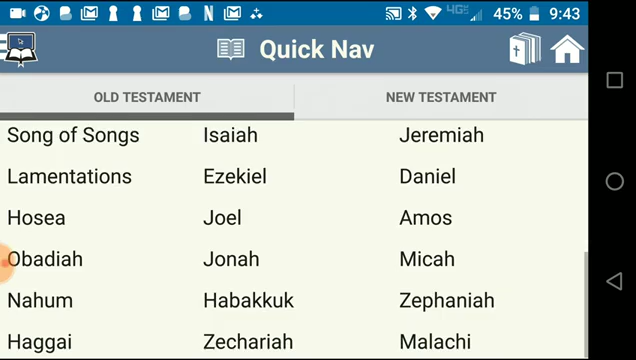 4G 45% 9:43
Quick Nav
OLD TESTAMENT NEW TESTAMENT
Song of Songs Isaiah Jeremiah
Lamentations Ezekiel Daniel
Hosea Joel Amos
Obadiah Jonah Micah
Nahum Habakkuk Zephaniah
Haggai Zechariah Malachi